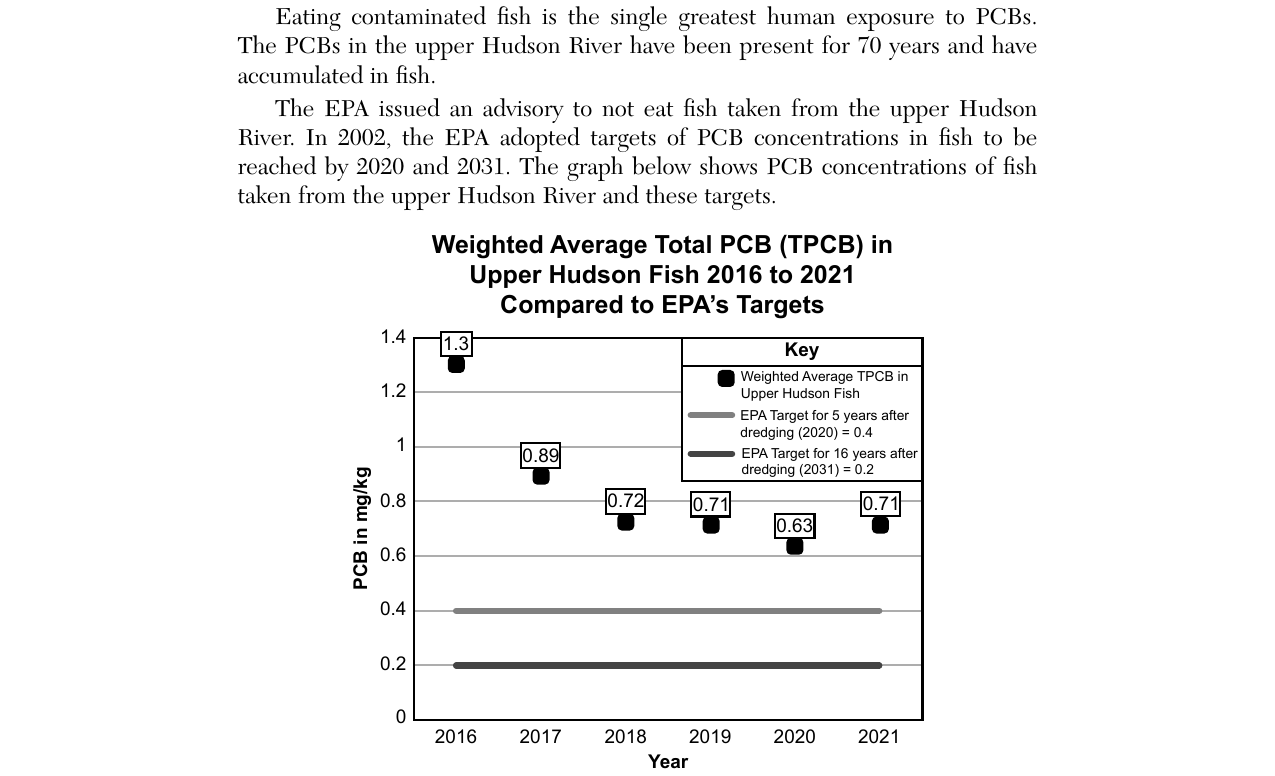 Eating contaminated fish is the single greatest human exposure to PCBs.
The PCBs in the upper Hudson River have been present for 70 years and have
accumulated in fish.
The EPA issued an advisory to not eat fish taken from the upper Hudson
River. In 2002, the EPA adopted targets of PCB concentrations in fish to be
reached by 2020 and 2031. The graph below shows PCB concentrations of fish
taken from the upper Hudson River and these targets.
Weighted Average Total PCB (TPCB) in
Upper Hudson Fish 2016 to 2021
Compared to EPA’s Targets
PCB in mg/kg
1.4
1.2
1
0.8
0.6
0.4
0.2
0
1.3
0.89
0.72
0.71
0.63
0.71
Key
Weighted Average TPCB in
Upper Hudson Fish
EPA Target for 5 years after
dredging (2020) = 0.4
EPA Target for 16 years after
dredging (2031) = 0.2
2016 2017 2018 2019 2020 2021
Year